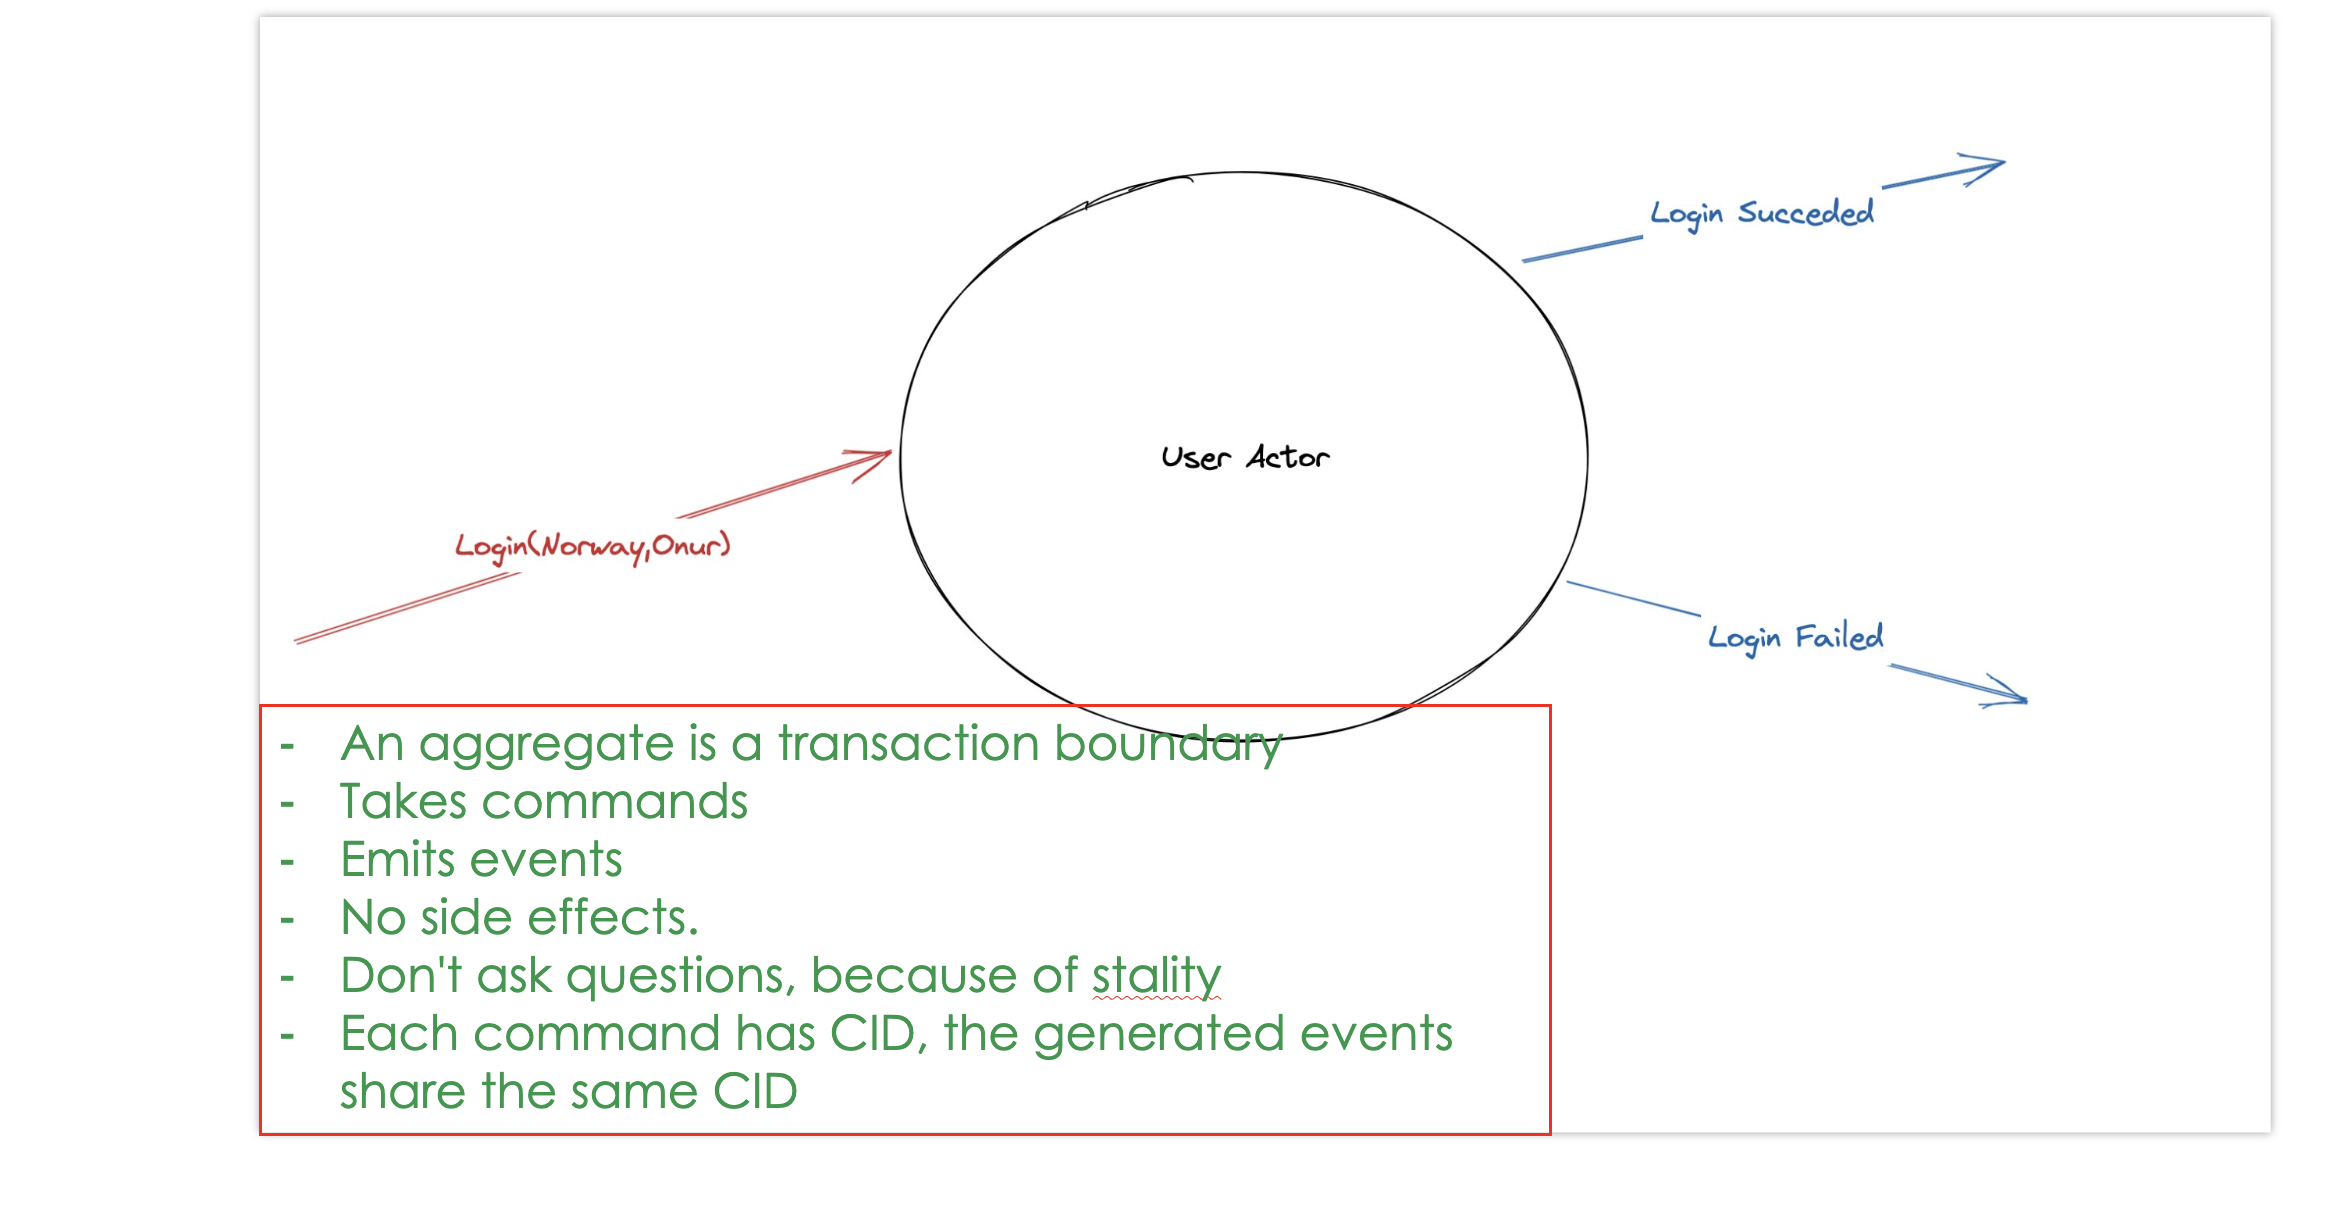 Login Succeded
User Actor
Login(Norway,Onur)
Login Failed
- An aggregate is a transaction boundary
- Takes commands
- Emits events
- No side effects.
- Don't ask questions, because of stality
- Each command has CID, the generated events
share the same CID